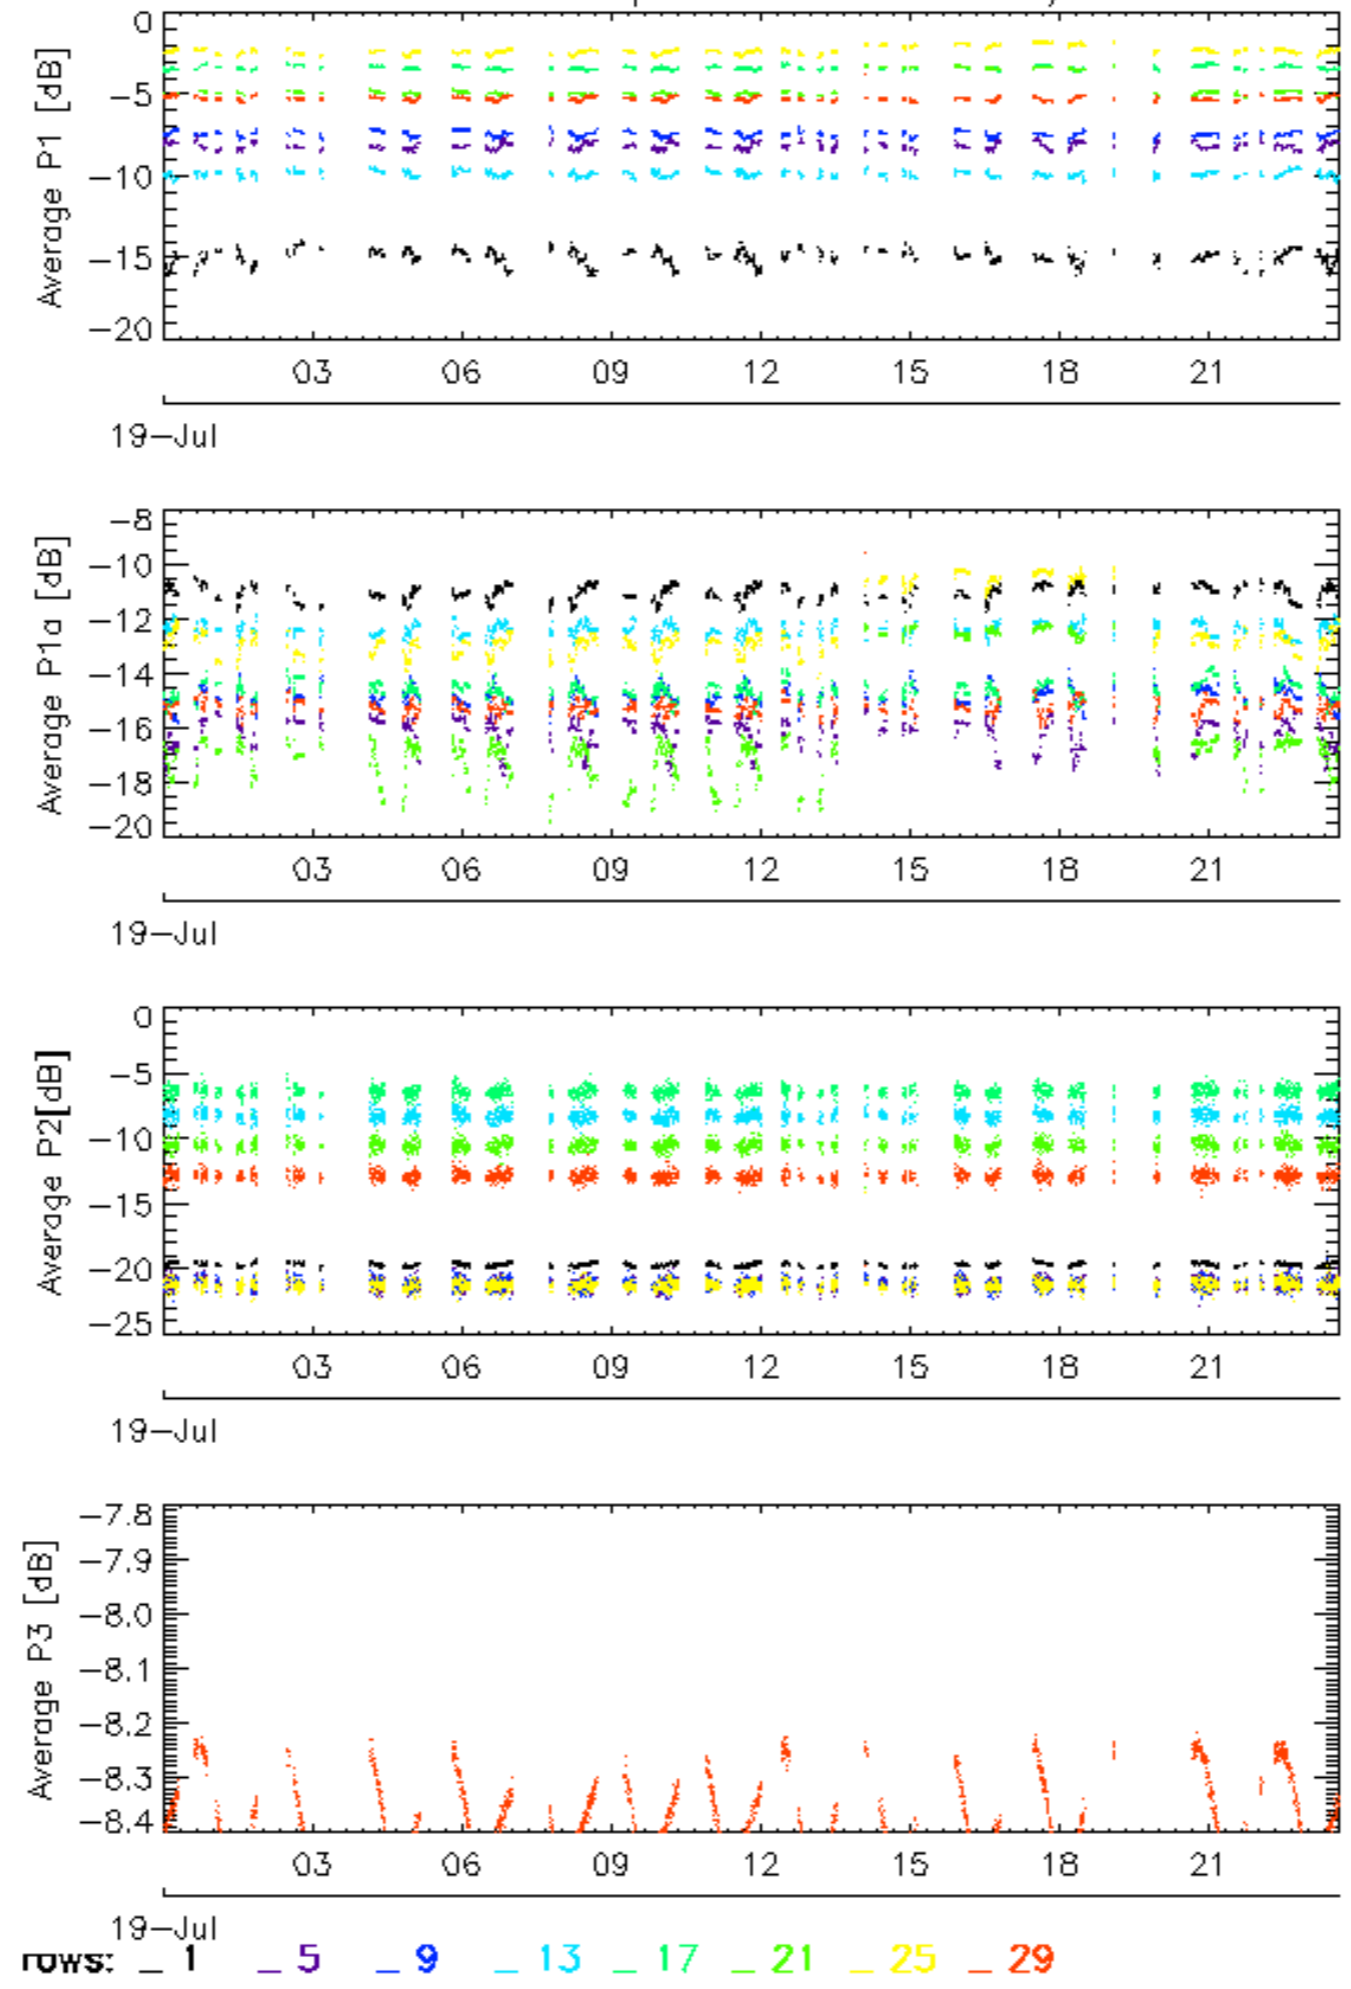 0
−5
−10
−15
−20
Average P1 [dB]
03 06 09 12 15 18 21
19−Jul
−8
−10
−12
−14
−16
−18
−20
Average P1a [dB]
03 06 09 12 15 18 21
19−Jul
0
−5
−10
−15
−20
−25
Average P2[dB]
03 06 09 12 15 18 21
19−Jul
−7.8
−7.9
−8.0
−8.1
−8.2
−8.3
−8.4
Average P3 [dB]
03 06 09 12 15 18 21
19−Jul
rows: _ 1 _ 5 _ 9 _ 13 _ 17 _ 21 _ 25 _ 29